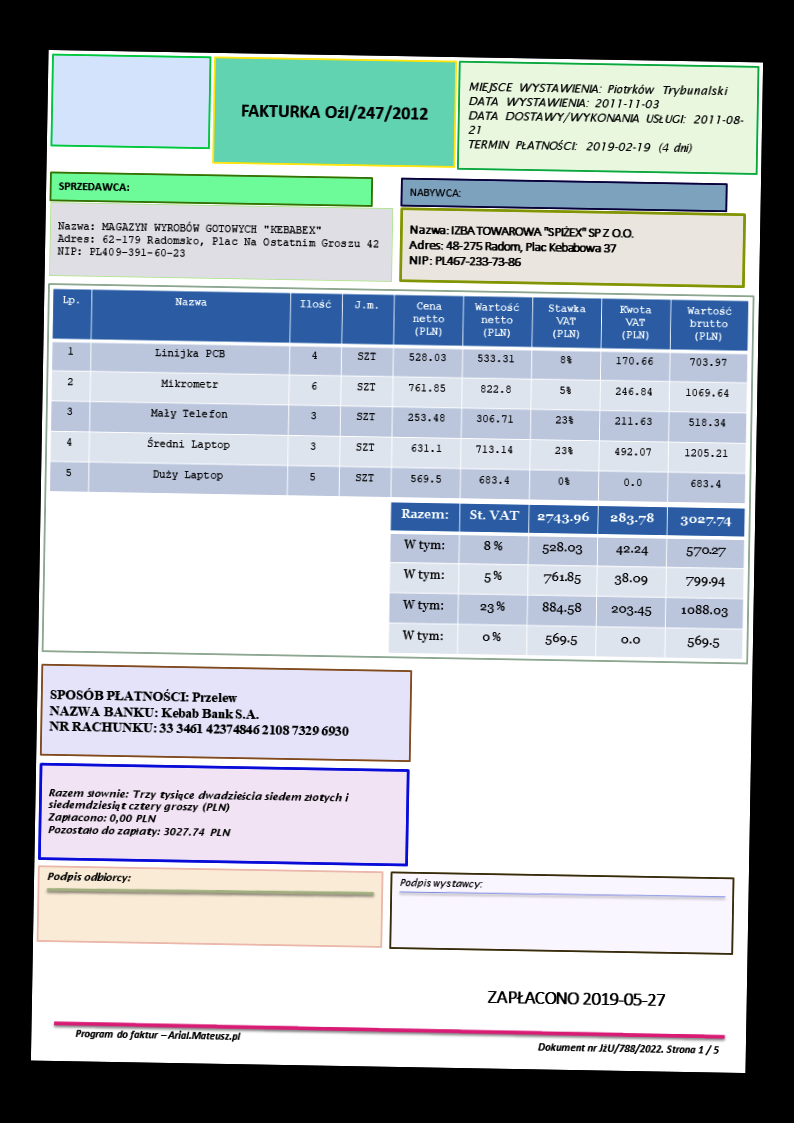 FAKTURKA OźI/247/2012
MIEJSCE WYSTAWIENIA: Piotrków Trybunalski
DATA WYSTAWIENIA: 2011-11-03
DATA DOSTAWY/WYKONANIA USŁUGI: 2011-08-
21
TERMIN PŁATNOŚCI: 2019-02-19 (4 dni)
SPRZEDAWCA:
NABYWCA:
Nazwa: MAGAZYN WYROBÓW GOTOWYCH "KEBABEX"
Adres: 62-179 Radomsko, Plac Na Ostatnim Groszu 42
NIP: PL409-391-60-23
Nazwa: IZBA TOWAROWA "SPIŻEX" SP Z O.O.
Adres: 48-275 Radom, Plac Kebabowa 37
NIP: PL467-233-73-86
Lp. Nazwa Ilość J.m. Cena netto (PLN) Wartość netto (PLN) Stawka VAT (PLN) Kwota VAT (PLN) Wartość brutto (PLN)
1 Linijka PCB 4 SZT 528.03 533.31 8% 170.66 703.97
2 Mikrometr 6 SZT 761.85 822.8 5% 246.84 1069.64
3 Mały Telefon 3 SZT 253.48 306.71 23% 211.63 518.34
4 Średni Laptop 3 SZT 631.1 713.14 23% 492.07 1205.21
5 Duży Laptop 5 SZT 569.5 683.4 0% 0.0 683.4
Razem: St. VAT 2743.96 283.78 3027.74
W tym: 8 % 528.03 42.24 570.27
W tym: 5 % 761.85 38.09 799.94
W tym: 23 % 884.58 203.45 1088.03
W tym: 0 % 569.5 0.0 569.5
SPOSÓB PŁATNOŚCI: Przelew
NAZWA BANKU: Kebab Bank S.A.
NR RACHUNKU: 33 3461 42374846 2108 7329 6930
Razem słownie: Trzy tysiące dwadzieścia siedem złotych i
siedemdziesiąt cztery groszy (PLN)
Zapłacono: 0,00 PLN
Pozostało do zapłaty: 3027.74 PLN
Podpis odbiorcy:
Podpis wystawcy:
ZAPŁACONO 2019-05-27
Program do faktur – Arial.Mateusz.pl
Dokument nr JżU/788/2022. Strona 1 / 5